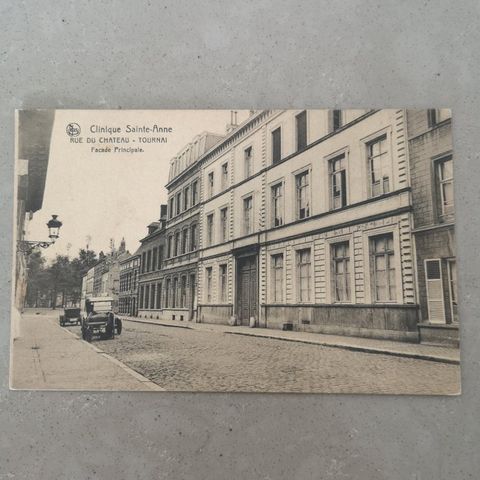 Clinique Sainte-Anne
RUE DU CHATEAU - TOURNAI
Façade Principale.